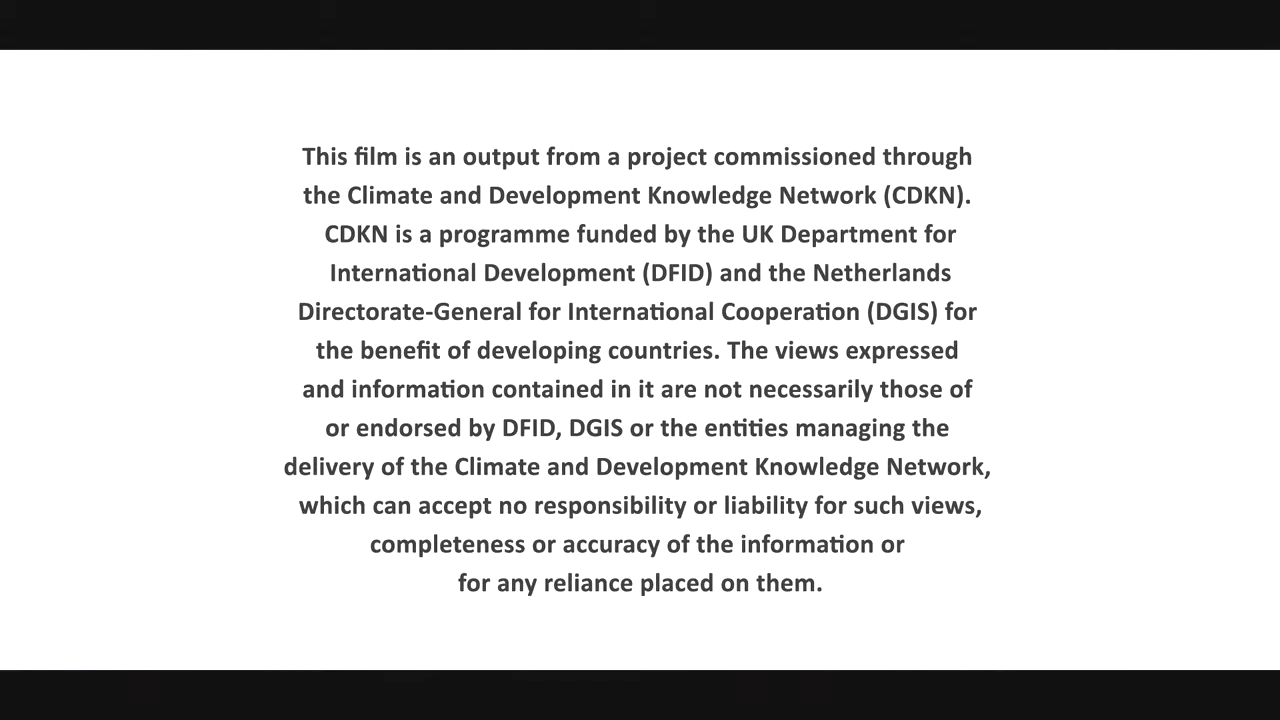 This film is an output from a project commissioned through
the Climate and Development Knowledge Network (CDKN).
CDKN is a programme funded by the UK Department for
International Development (DFID) and the Netherlands
Directorate-General for International Cooperation (DGIS) for
the benefit of developing countries. The views expressed
and information contained in it are not necessarily those of
or endorsed by DFID, DGIS or the entities managing the
delivery of the Climate and Development Knowledge Network,
which can accept no responsibility or liability for such views,
completeness or accuracy of the information or
for any reliance placed on them.